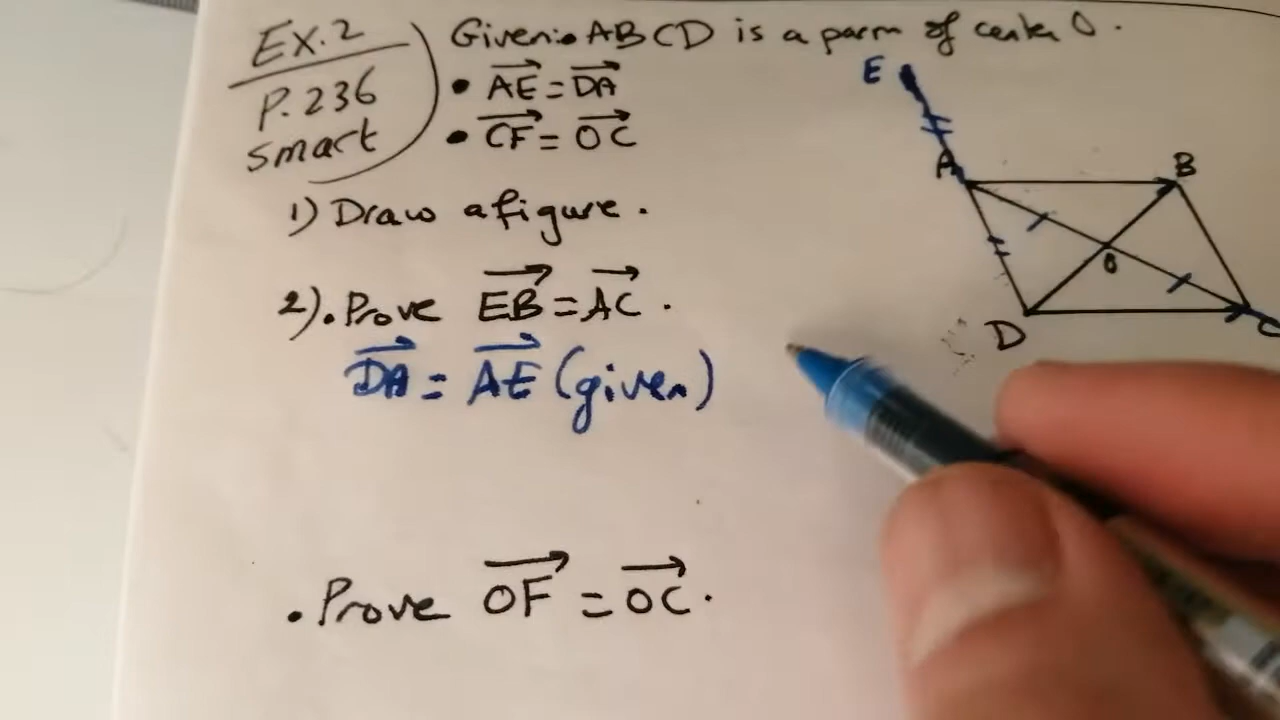 EX.2
P.236
smart
Given: ABCD is a parm of center O.
• AE = DA
• CF = OC
1) Draw a figure.
2). Prove EB = AC.
DA = AE (given)
• Prove OF = OC.
E
A
B
O
D
C